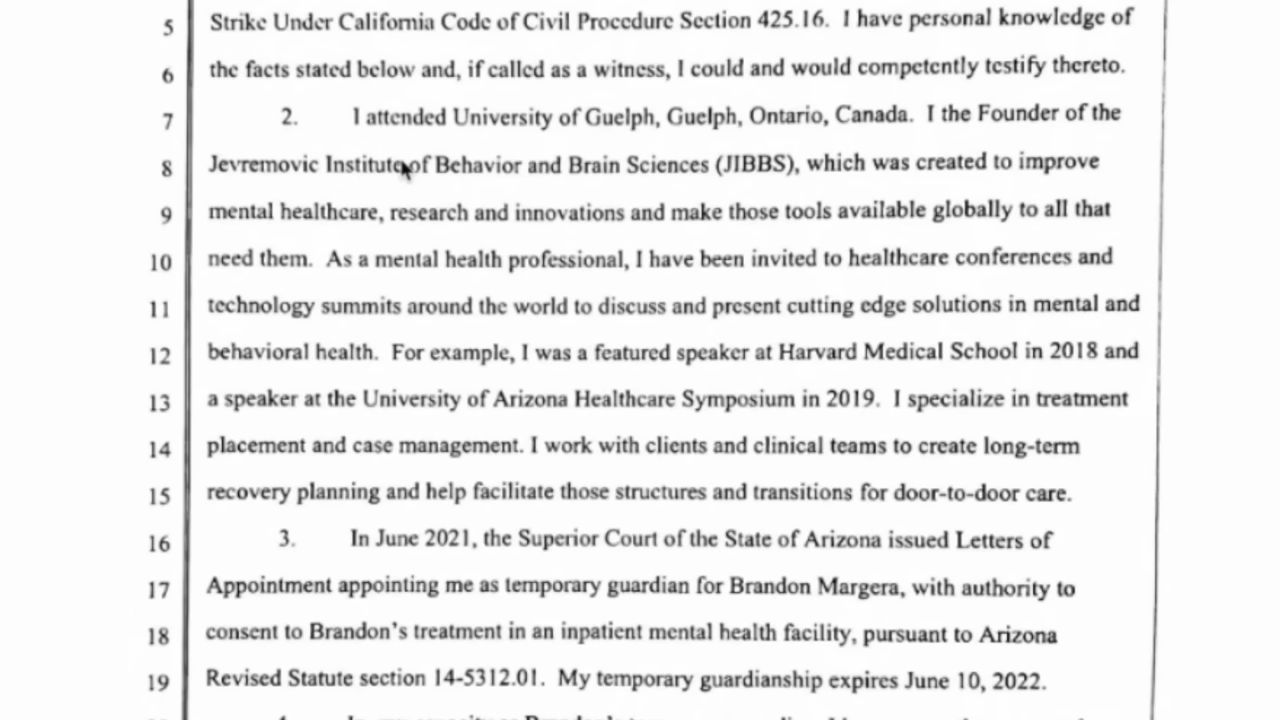 5 Strike Under California Code of Civil Procedure Section 425.16. I have personal knowledge of
6 the facts stated below and, if called as a witness, I could and would competently testify thereto.
7 2. I attended University of Guelph, Guelph, Ontario, Canada. I the Founder of the
8 Jevremovic Institute of Behavior and Brain Sciences (JIBBS), which was created to improve
9 mental healthcare, research and innovations and make those tools available globally to all that
10 need them. As a mental health professional, I have been invited to healthcare conferences and
11 technology summits around the world to discuss and present cutting edge solutions in mental and
12 behavioral health. For example, I was a featured speaker at Harvard Medical School in 2018 and
13 a speaker at the University of Arizona Healthcare Symposium in 2019. I specialize in treatment
14 placement and case management. I work with clients and clinical teams to create long-term
15 recovery planning and help facilitate those structures and transitions for door-to-door care.
16 3. In June 2021, the Superior Court of the State of Arizona issued Letters of
17 Appointment appointing me as temporary guardian for Brandon Margera, with authority to
18 consent to Brandon's treatment in an inpatient mental health facility, pursuant to Arizona
19 Revised Statute section 14-5312.01. My temporary guardianship expires June 10, 2022.